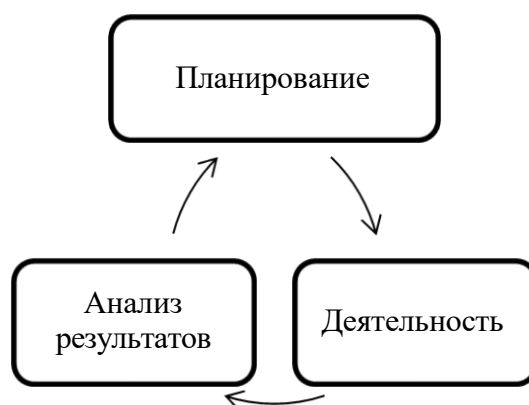 Планирование
Анализ
результатов
Деятельность